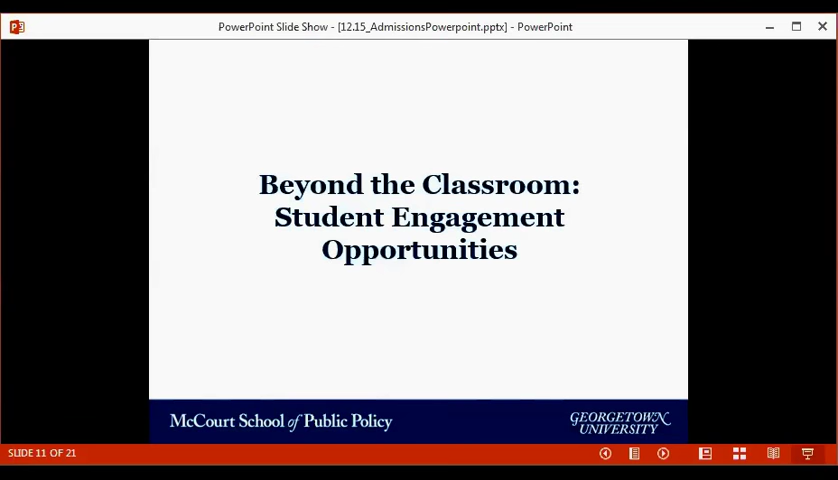 PowerPoint Slide Show - [12.15_AdmissionsPowerpoint.pptx] - PowerPoint
Beyond the Classroom:
Student Engagement
Opportunities
McCourt School of Public Policy
GEORGETOWN
UNIVERSITY
SLIDE 11 OF 21